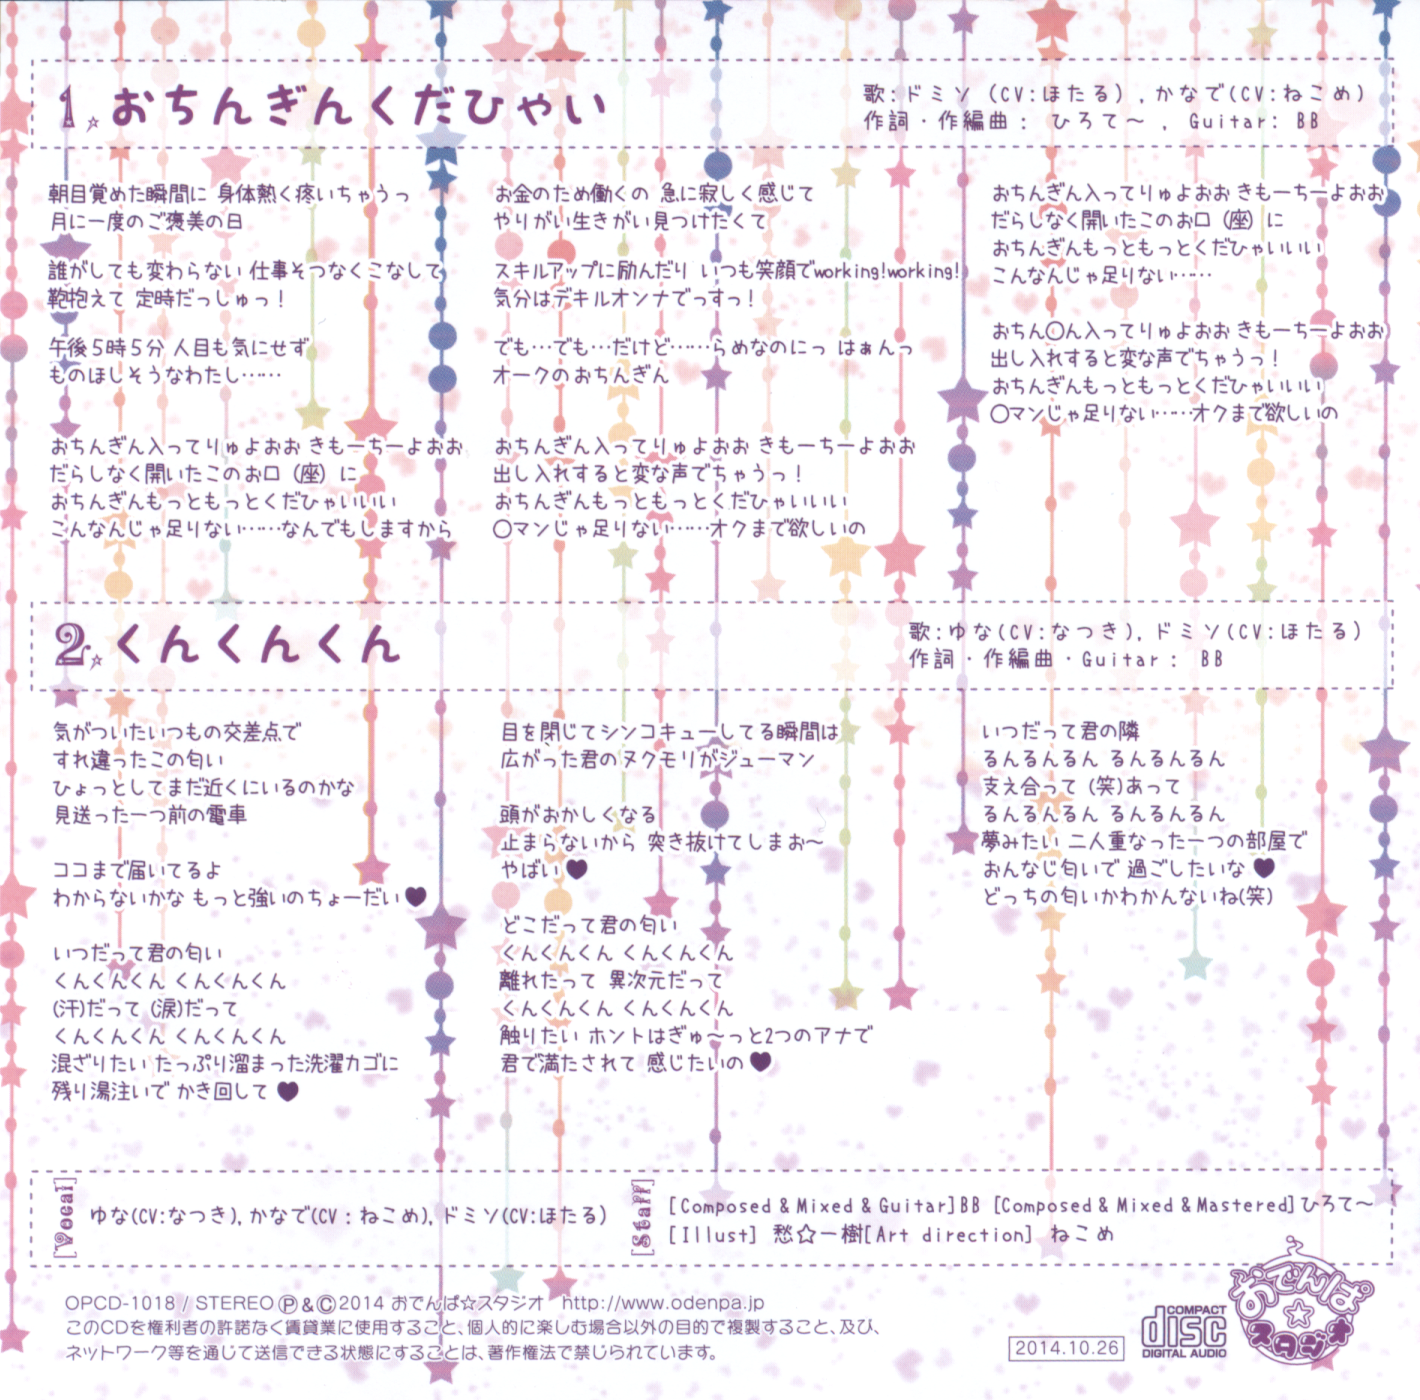 1☆おちんぎんくだひゃい
歌:ドミソ (CV:ほたる) , かなで(CV:ねこめ)
作詞・作編曲 : ひろて〜 , Guitar: BB
朝目覚めた瞬間に 身体熱く疼いちゃうっ
月に一度のご褒美の日
誰がしても変わらない 仕事そつなくこなして
鞄抱えて 定時だっしゅっ!
午後5時5分 人目も気にせず
ものほしそうなわたし……
おちんぎん入ってりゅよおお きもーちーよおお
だらしなく開いたこのお口 (座) に
おちんぎんもっともっとくだひゃいいい
こんなんじゃ足りない……なんでもしますから
お金のため働くの 急に寂しく感じて
やりがい生きがい見つけたくて
スキルアップに励んだり いつも笑顔でworking!working!
気分はデキルオンナでっすっ!
でも…でも…だけど……らめなのにっ はぁんっ
オークのおちんぎん
おちんぎん入ってりゅよおお きもーちーよおお
出し入れすると変な声でちゃうっ!
おちんぎんもっともっとくだひゃいいい
〇マンじゃ足りない……オクまで欲しいの
おちんぎん入ってりゅよおお きもーちーよおお
だらしなく開いたこのお口 (座) に
おちんぎんもっともっとくだひゃいいい
こんなんじゃ足りない……
おちん〇ん入ってりゅよおお きもーちーよおお
出し入れすると変な声でちゃうっ!
おちんぎんもっともっとくだひゃいいい
〇マンじゃ足りない……オクまで欲しいの
2☆くんくんくん
歌:ゆな(CV:なつき), ドミソ(CV:ほたる)
作詞・作編曲・Guitar : BB
気がついたいつもの交差点で
すれ違ったこの匂い
ひょっとしてまだ近くにいるのかな
見送った一つ前の電車
ココまで届いてるよ
わからないかな もっと強いのちょーだい♥
いつだって君の匂い
くんくんくん くんくんくん
(汗)だって (涙)だって
くんくんくん くんくんくん
混ざりたい たっぷり溜まった洗濯カゴに
残り湯注いで かき回して ♥
目を閉じてシンコキューしてる瞬間は
広がった君のヌクモリがジューマン
頭がおかしくなる
止まらないから 突き抜けてしまお〜
やばい ♥
どこだって君の匂い
くんくんくん くんくんくん
離れたって 異次元だって
くんくんくん くんくんくん
触りたい ホントはぎゅ〜っと2つのアナで
君で満たされて 感じたいの ♥
いつだって君の隣
るんるんるん るんるんるん
支え合って (笑)あって
るんるんるん るんるんるん
夢みたい 二人重なった一つの部屋で
おんなじ匂いで 過ごしたいな ♥
どっちの匂いかわかんないね(笑)
[Vocal]
ゆな(CV:なつき), かなで(CV : ねこめ), ドミソ(CV:ほたる)
[Staff]
[Composed & Mixed & Guitar]BB [Composed & Mixed & Mastered]ひろて〜
[Illust] 愁☆一樹[Art direction] ねこめ
OPCD-1018 / STEREO Ⓟ&Ⓒ2014 おでんぱ☆スタジオ http://www.odenpa.jp
このCDを権利者の許諾なく賃貸業に使用すること、個人的に楽しむ場合以外の目的で複製すること、及び、
ネットワーク等を通じて送信できる状態にすることは、著作権法で禁じられています。
2014.10.26
COMPACT
disc
DIGITAL AUDIO
おでんぱ
☆
スタジオ